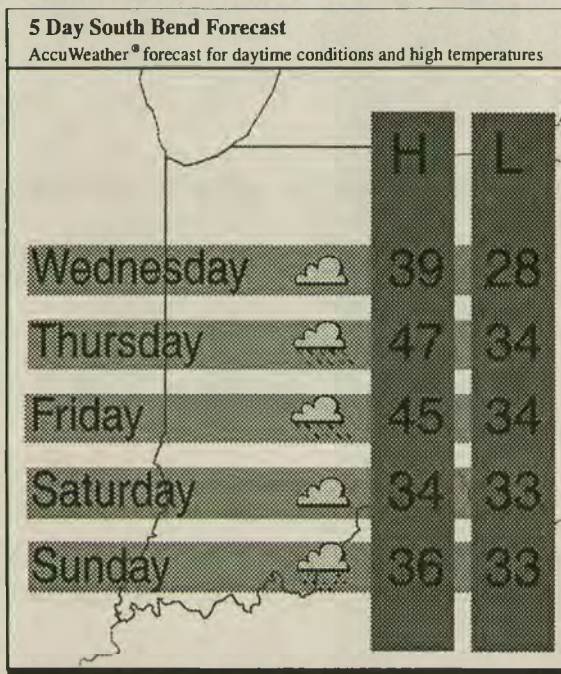 5 Day South Bend Forecast
AccuWeather® forecast for daytime conditions and high temperatures
H L
Wednesday 39 28
Thursday 47 34
Friday 45 34
Saturday 34 33
Sunday 36 33